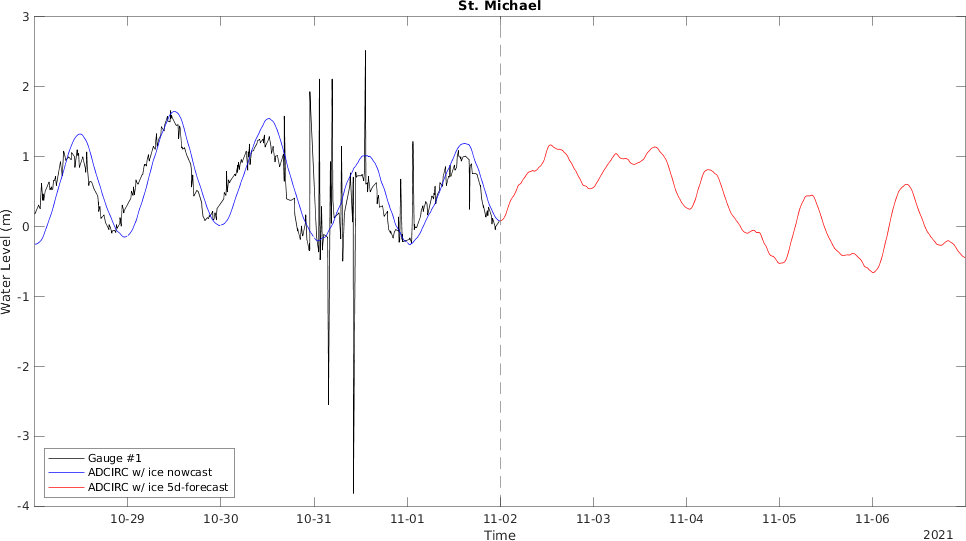 St. Michael
Water Level (m)
3
2
1
0
-1
-2
-3
-4
Gauge #1
ADCIRC w/ ice nowcast
ADCIRC w/ ice 5d-forecast
10-29 10-30 10-31 11-01 11-02 11-03 11-04 11-05 11-06
Time
2021